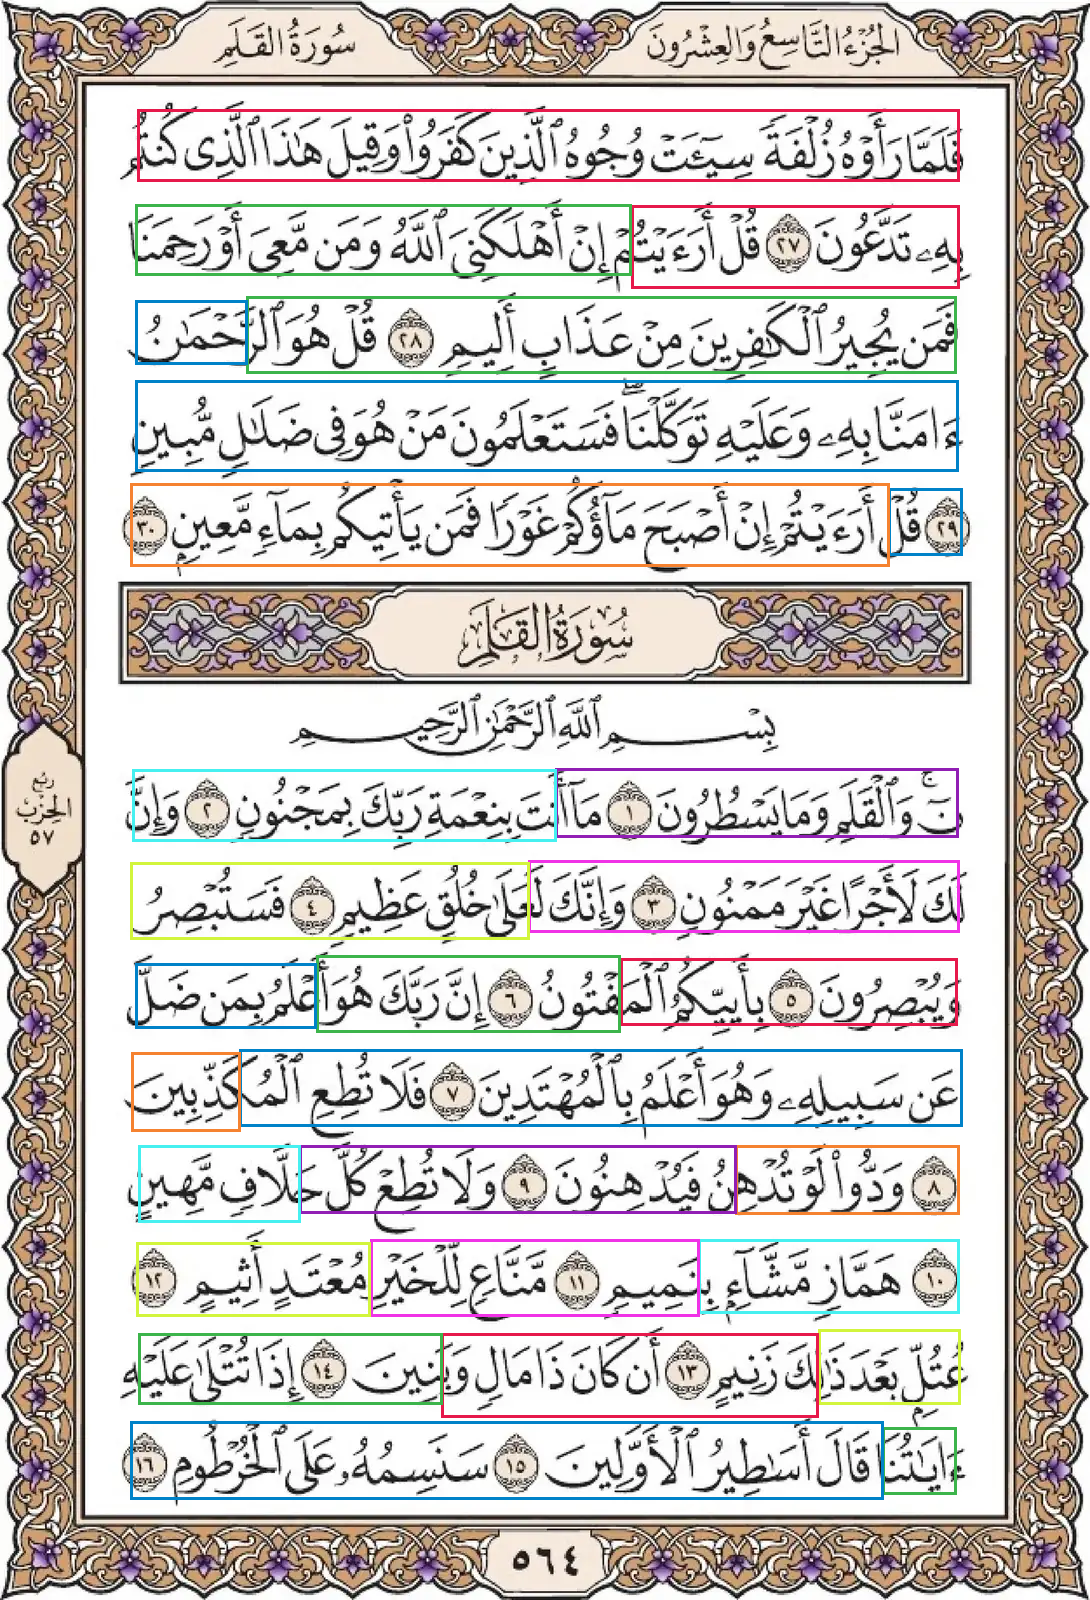 الجزء التاسع والعشرون
سورة القلم
فَلَمَّا رَأَوْهُ زُلْفَةً سِيٓـَٔتْ وُجُوهُ ٱلَّذِينَ كَفَرُوا۟ وَقِيلَ هَٰذَا ٱلَّذِى كُنتُم
بِهِۦ تَدَّعُونَ ٢٧ قُلْ أَرَءَيْتُمْ إِنْ أَهْلَكَنِىَ ٱللَّهُ وَمَن مَّعِىَ أَوْ رَحِمَنَا
فَمَن يُجِيرُ ٱلْكَٰفِرِينَ مِنْ عَذَابٍ أَلِيمٍ ٢٨ قُلْ هُوَ ٱلرَّحْمَٰنُ
ءَامَنَّا بِهِۦ وَعَلَيْهِ تَوَكَّلْنَا ۖ فَسَتَعْلَمُونَ مَنْ هُوَ فِى ضَلَٰلٍ مُّبِينٍ
٢٩ قُلْ أَرَءَيْتُمْ إِنْ أَصْبَحَ مَآؤُكُمْ غَوْرًا فَمَن يَأْتِيكُم بِمَآءٍ مَّعِينٍۭ ٣٠
سُورَةُ القَلَمِ
بِسْمِ ٱللَّهِ ٱلرَّحْمَٰنِ ٱلرَّحِيمِ
نٓ ۚ وَٱلْقَلَمِ وَمَا يَسْطُرُونَ ١ مَآ أَنتَ بِنِعْمَةِ رَبِّكَ بِمَجْنُونٍ ٢ وَإِنَّ
لَكَ لَأَجْرًا غَيْرَ مَمْنُونٍ ٣ وَإِنَّكَ لَعَلَىٰ خُلُقٍ عَظِيمٍ ٤ فَسَتُبْصِرُ
وَيُبْصِرُونَ ٥ بِأَييِّكُمُ ٱلْمَفْتُونُ ٦ إِنَّ رَبَّكَ هُوَ أَعْلَمُ بِمَن ضَلَّ
عَن سَبِيلِهِۦ وَهُوَ أَعْلَمُ بِٱلْمُهْتَدِينَ ٧ فَلَا تُطِعِ ٱلْمُكَذِّبِينَ
٨ وَدُّوا۟ لَوْ تُدْهِنُ فَيُدْهِنُونَ ٩ وَلَا تُطِعْ كُلَّ حَلَّافٍ مَّهِينٍ
١٠ هَمَّازٍ مَّشَّآءٍۭ بِنَمِيمٍ ١١ مَّنَّاعٍ لِّلْخَيْرِ مُعْتَدٍ أَثِيمٍ ١٢
عُتُلٍّۭ بَعْدَ ذَٰلِكَ زَنِيمٍ ١٣ أَن كَانَ ذَا مَالٍ وَبَنِينَ ١٤ إِذَا تُتْلَىٰ عَلَيْهِ
ءَايَٰتُنَا قَالَ أَسَٰطِيرُ ٱلْأَوَّلِينَ ١٥ سَنَسِمُهُۥ عَلَى ٱلْخُرْطُومِ ١٦
ربع
الحزب
٥٧
٥٦٤